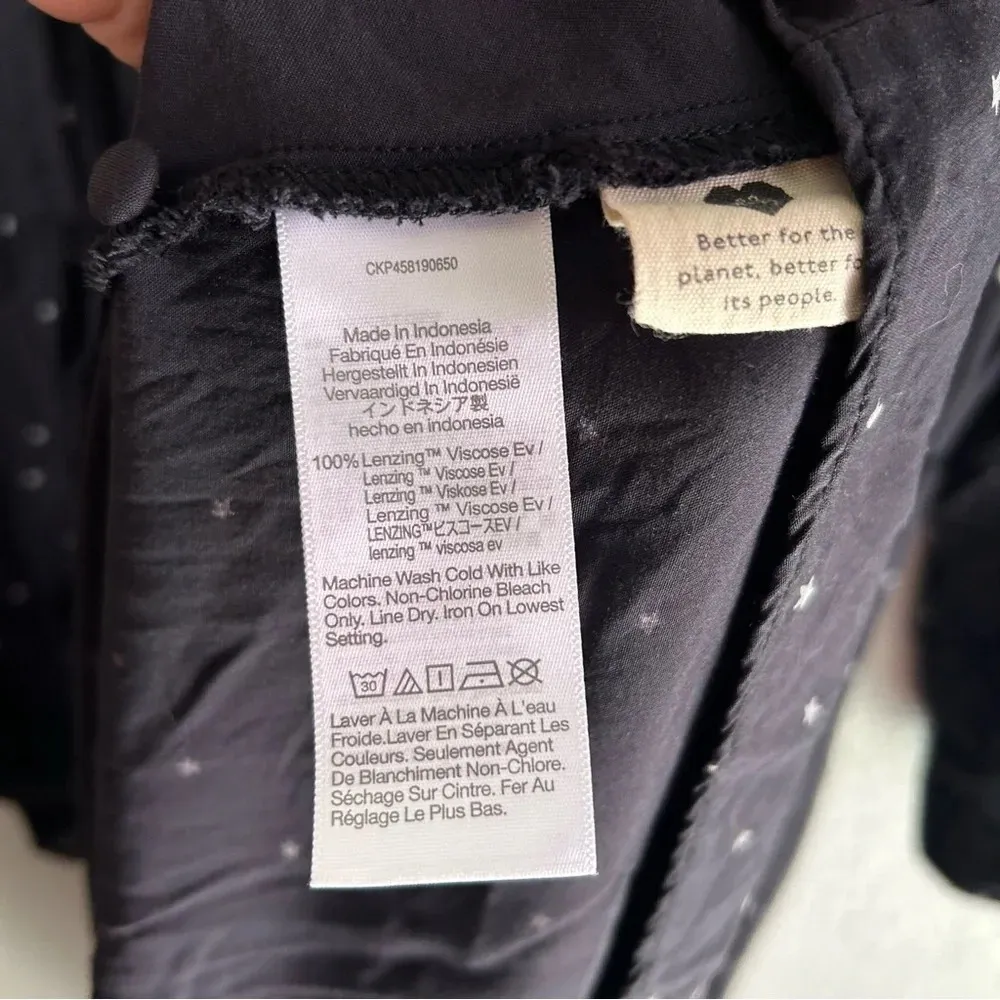 CKP458190650
Made In Indonesia
Fabriqué En Indonésie
Hergestellt In Indonesien
Vervaardigd In Indonesië
インドネシア製
hecho en indonesia
100% Lenzing™ Viscose Ev /
Lenzing ™ Viscose Ev /
Lenzing ™ Viskose Ev /
Lenzing ™ Viscose Ev /
LENZING™ビスコースEV /
lenzing ™ viscosa ev
Machine Wash Cold With Like
Colors. Non-Chlorine Bleach
Only. Line Dry. Iron On Lowest
Setting.
30
Laver À La Machine À L'eau
Froide.Laver En Séparant Les
Couleurs. Seulement Agent
De Blanchiment Non-Chlore.
Séchage Sur Cintre. Fer Au
Réglage Le Plus Bas.
Better for the
planet, better fo
its people.